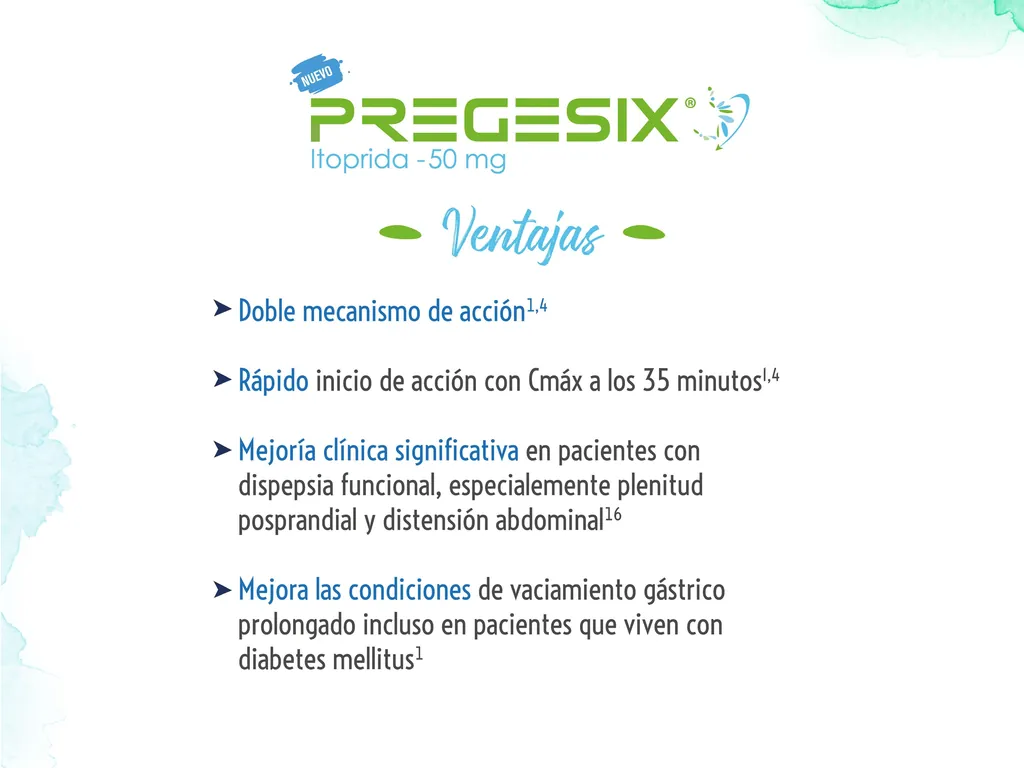 NUEVO
PREGESIX®
Itoprida - 50 mg
Ventajas
➤ Doble mecanismo de acción1,4
➤ Rápido inicio de acción con Cmáx a los 35 minutos1,4
➤ Mejoría clínica significativa en pacientes con
dispepsia funcional, especialemente plenitud
posprandial y distensión abdominal16
➤ Mejora las condiciones de vaciamiento gástrico
prolongado incluso en pacientes que viven con
diabetes mellitus1